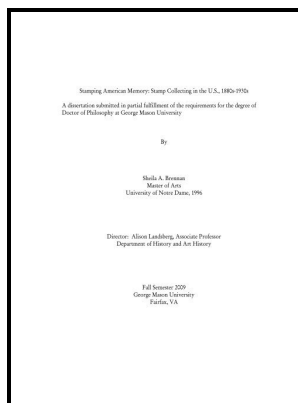 Stamping American Memory: Stamp Collecting in the U.S., 1880s-1930s
A dissertation submitted in partial fulfillment of the requirements for the degree of
Doctor of Philosophy at George Mason University
By
Sheila A. Brennan
Master of Arts
University of Notre Dame, 1996
Director: Alison Landsberg, Associate Professor
Department of History and Art History
Fall Semester 2009
George Mason University
Fairfax, VA